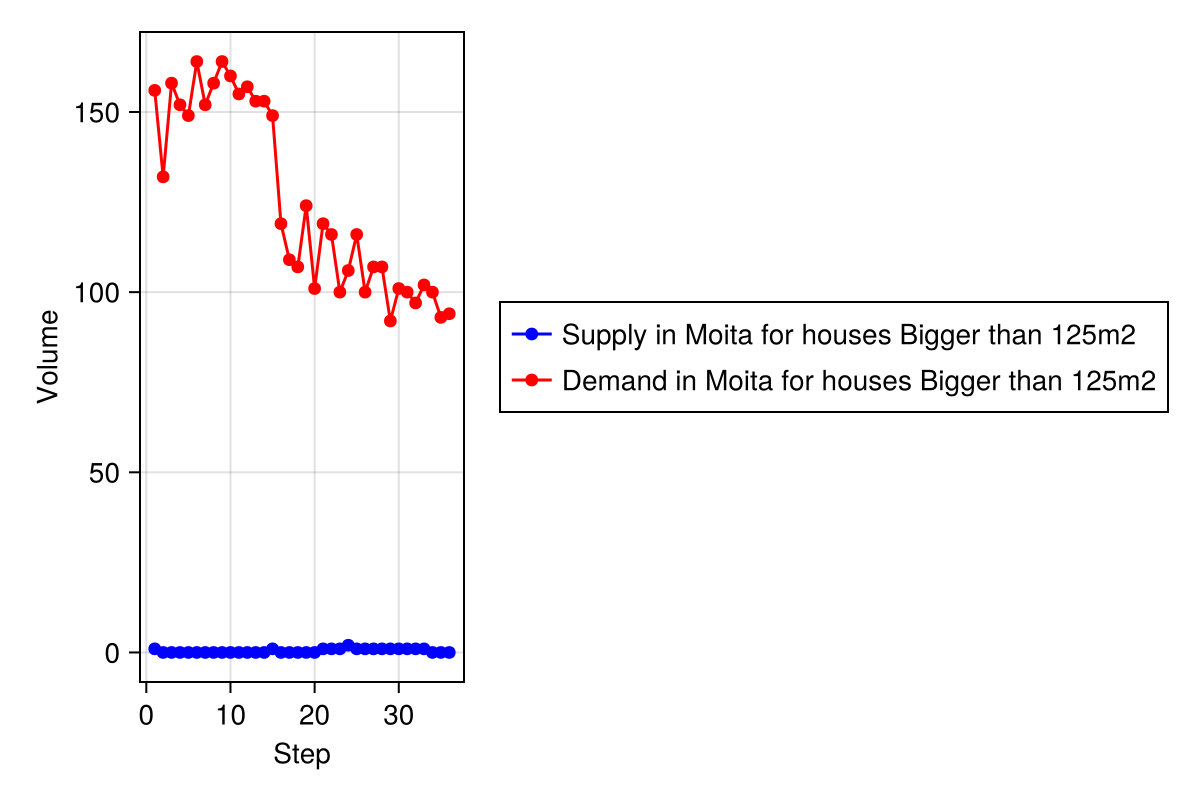 150
100
50
0
Volume
0 10 20 30
Step
Supply in Moita for houses Bigger than 125m2
Demand in Moita for houses Bigger than 125m2